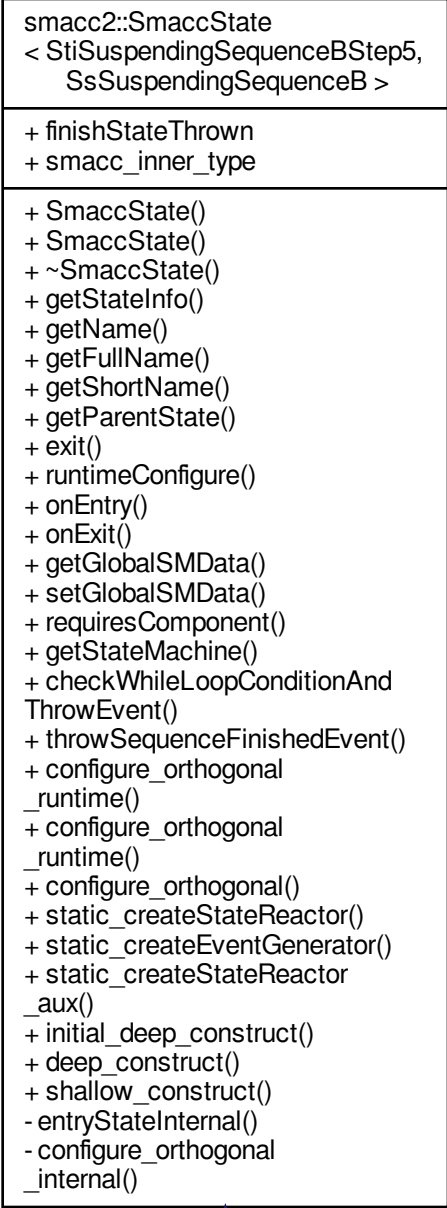 smacc2::SmaccState
< StiSuspendingSequenceBStep5,
SsSuspendingSequenceB >
+ finishStateThrown
+ smacc_inner_type
+ SmaccState()
+ SmaccState()
+ ~SmaccState()
+ getStateInfo()
+ getName()
+ getFullName()
+ getShortName()
+ getParentState()
+ exit()
+ runtimeConfigure()
+ onEntry()
+ onExit()
+ getGlobalSMData()
+ setGlobalSMData()
+ requiresComponent()
+ getStateMachine()
+ checkWhileLoopConditionAnd
ThrowEvent()
+ throwSequenceFinishedEvent()
+ configure_orthogonal
_runtime()
+ configure_orthogonal
_runtime()
+ configure_orthogonal()
+ static_createStateReactor()
+ static_createEventGenerator()
+ static_createStateReactor
_aux()
+ initial_deep_construct()
+ deep_construct()
+ shallow_construct()
- entryStateInternal()
- configure_orthogonal
_internal()